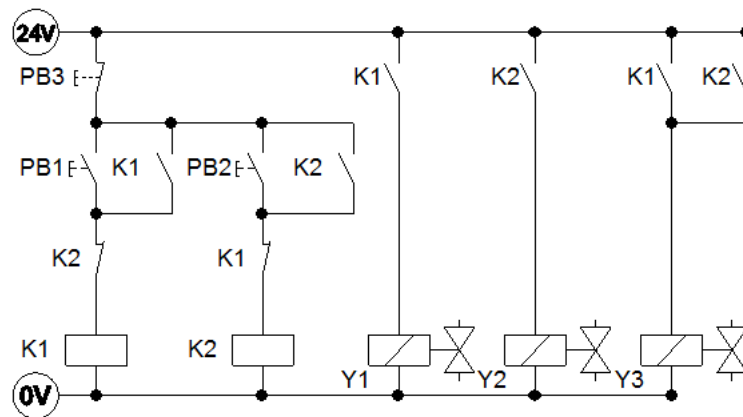 24V
PB3 K1 K2 K1 K2
PB1 K1 PB2 K2
K2 K1
K1 K2 Y1 Y2 Y3
0V